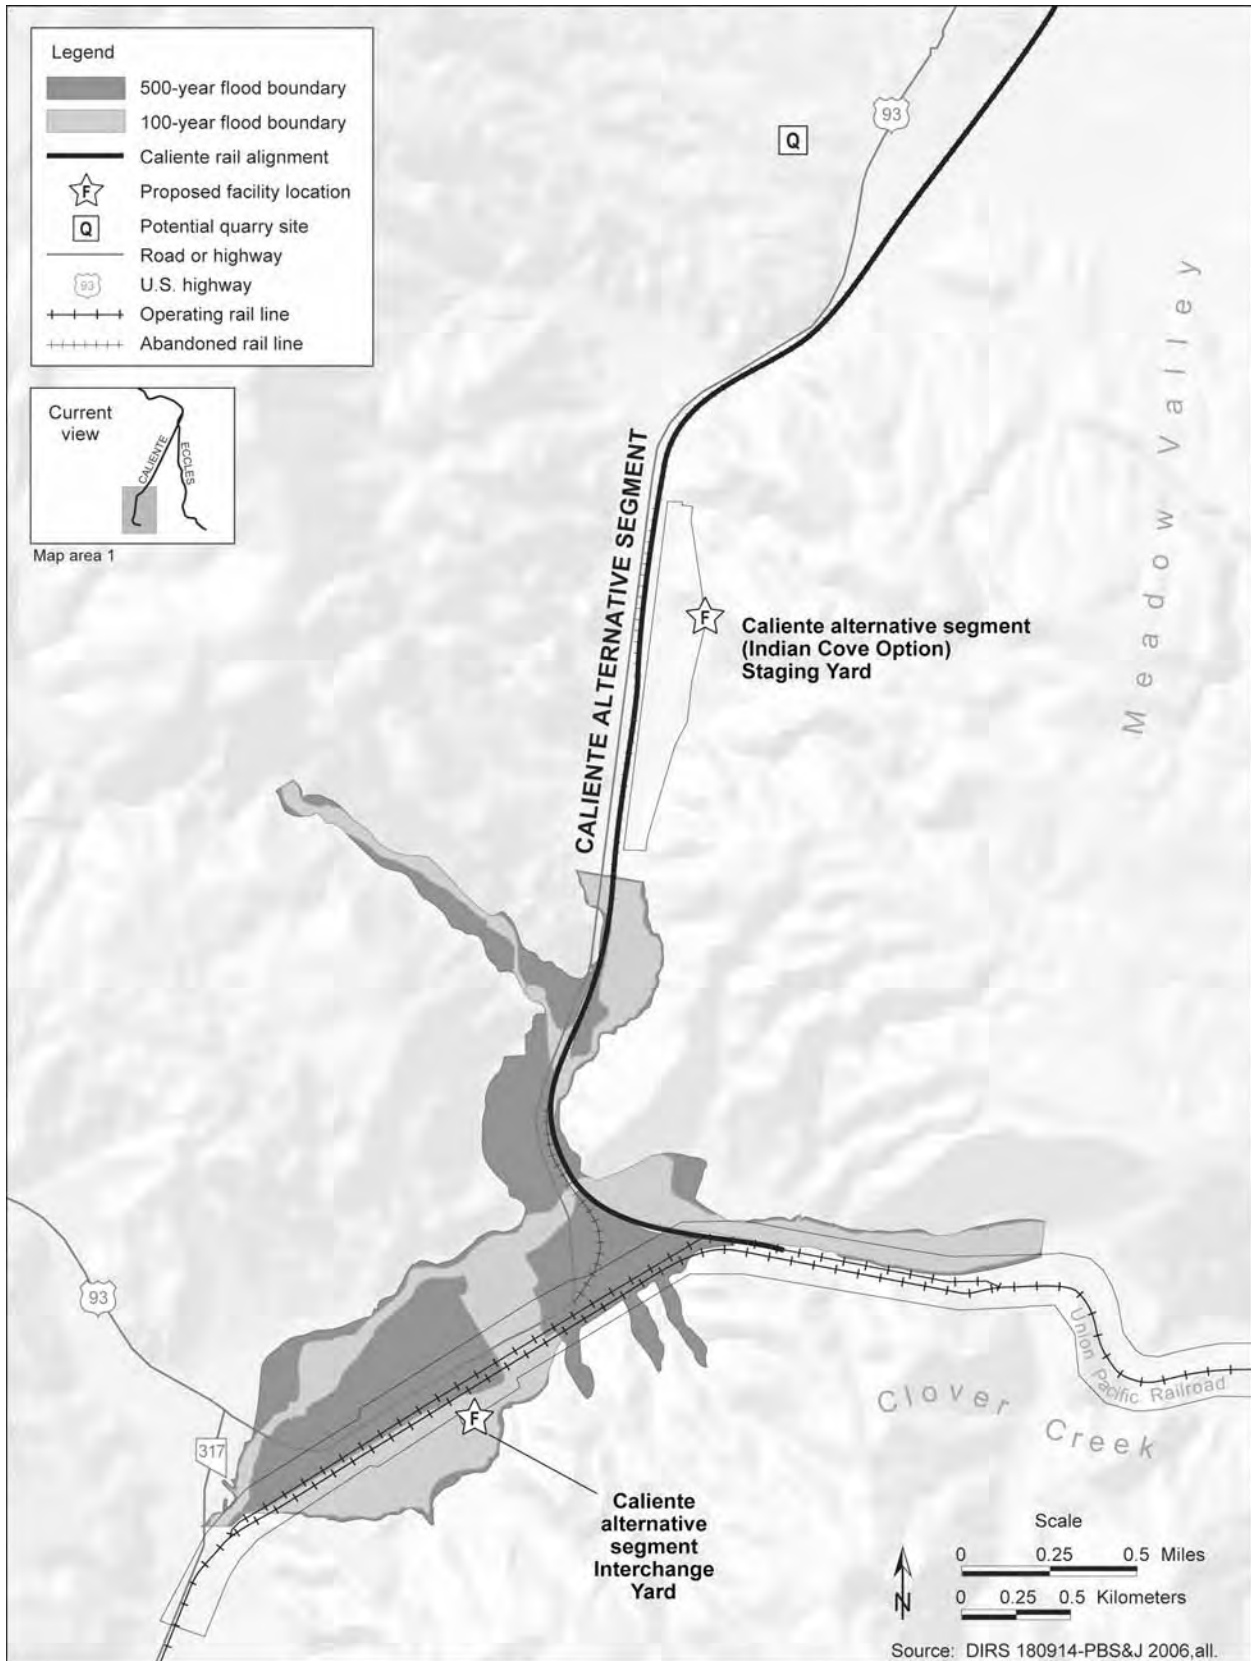 Legend
500-year flood boundary
100-year flood boundary
Caliente rail alignment
F Proposed facility location
Q Potential quarry site
Road or highway
93 U.S. highway
Operating rail line
Abandoned rail line
Current
view
CALIENTE
ECCLES
Map area 1
93
Q
Meadow Valley
CALIENTE ALTERNATIVE SEGMENT
F
Caliente alternative segment
(Indian Cove Option)
Staging Yard
93
317
F
Union
Pacific Railroad
Clover
Creek
Caliente
alternative
segment
Interchange
Yard
N
Scale
0 0.25 0.5 Miles
0 0.25 0.5 Kilometers
Source: DIRS 180914-PBS&J 2006,all.